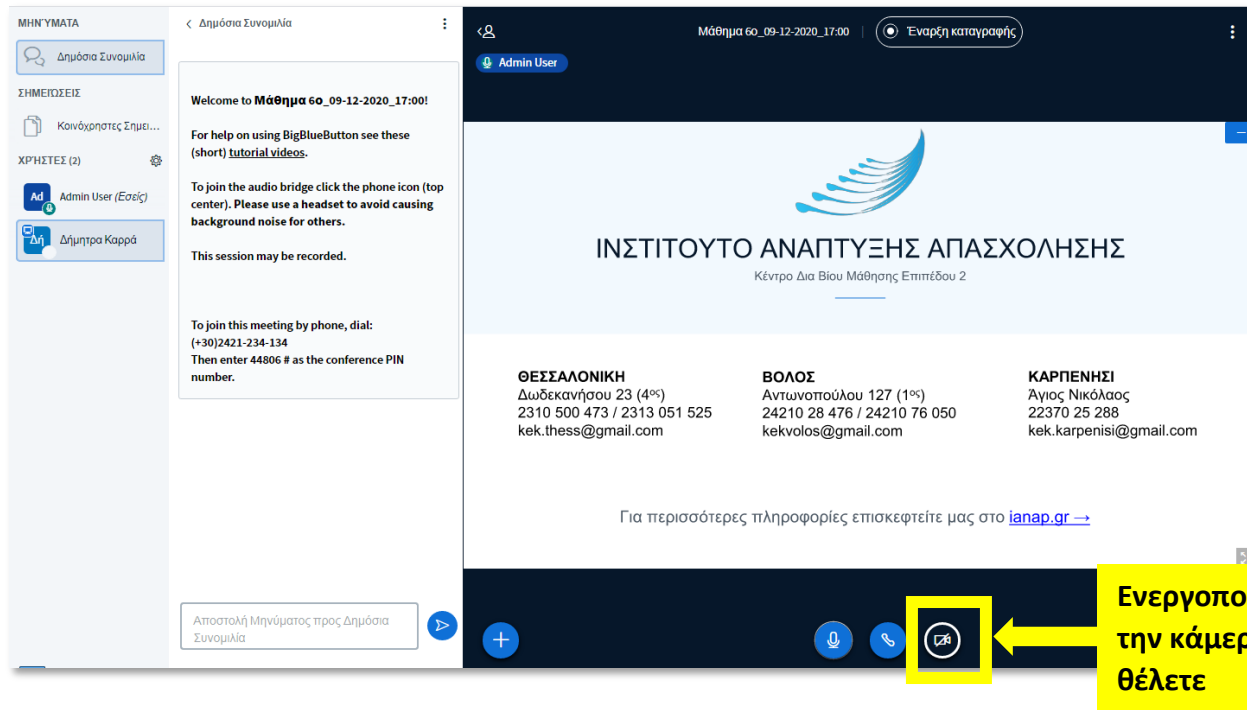 ΜΗΝΎΜΑΤΑ
Δημόσια Συνομιλία
ΣΗΜΕΙΏΣΕΙΣ
Κοινόχρηστες Σημει...
ΧΡΉΣΤΕΣ (2)
Ad Admin User (Εσείς)
Δή Δήμητρα Καρρά
Δημόσια Συνομιλία
Welcome to Μάθημα 6ο_09-12-2020_17:00!
For help on using BigBlueButton see these
(short) tutorial videos.
To join the audio bridge click the phone icon (top
center). Please use a headset to avoid causing
background noise for others.
This session may be recorded.
To join this meeting by phone, dial:
(+30)2421-234-134
Then enter 44806 # as the conference PIN
number.
Αποστολή Μηνύματος προς Δημόσια
Συνομιλία
Μάθημα 6ο_09-12-2020_17:00
Έναρξη καταγραφής
Admin User
ΙΝΣΤΙΤΟΥΤΟ ΑΝΑΠΤΥΞΗΣ ΑΠΑΣΧΟΛΗΣΗΣ
Κέντρο Δια Βίου Μάθησης Επιπέδου 2
ΘΕΣΣΑΛΟΝΙΚΗ
Δωδεκανήσου 23 (4ος)
2310 500 473 / 2313 051 525
kek.thess@gmail.com
ΒΟΛΟΣ
Αντωνοπούλου 127 (1ος)
24210 28 476 / 24210 76 050
kekvolos@gmail.com
ΚΑΡΠΕΝΗΣΙ
Άγιος Νικόλαος
22370 25 288
kek.karpenisi@gmail.com
Για περισσότερες πληροφορίες επισκεφτείτε μας στο ianap.gr →
Ενεργοπο
την κάμερ
θέλετε